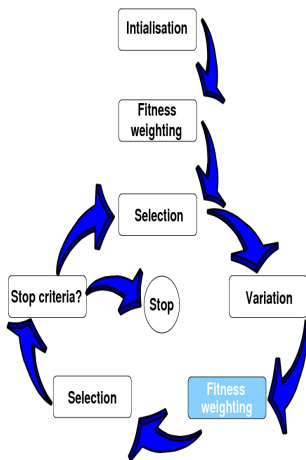 Intialisation
Fitness
weighting
Selection
Stop criteria?
Stop
Variation
Selection
Fitness
weighting